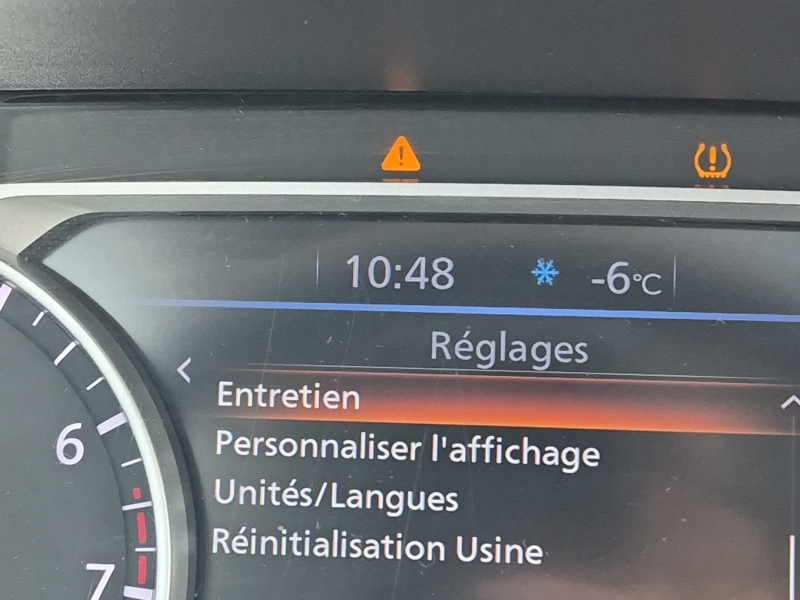 10:48 -6°C
Réglages
Entretien
Personnaliser l'affichage
Unités/Langues
Réinitialisation Usine
6
7